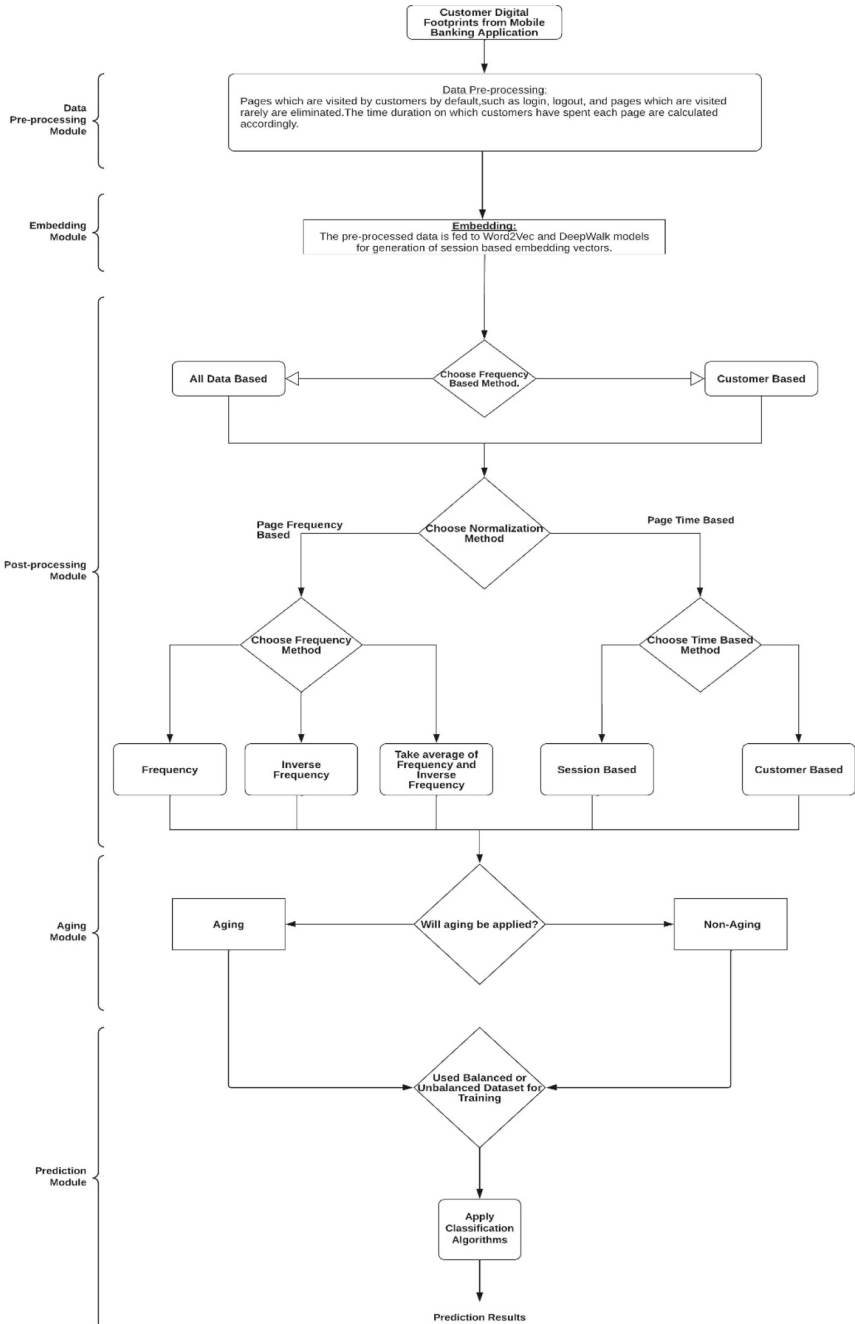 Customer Digital
Footprints from Mobile
Banking Application
Data
Pre-processing
Module
Data Pre-processing:
Pages which are visited by customers by default,such as login, logout, and pages which are visited
rarely are eliminated.The time duration on which customers have spent each page are calculated
accordingly.
Embedding
Module
Embedding:
The pre-processed data is fed to Word2Vec and DeepWalk models
for generation of session based embedding vectors.
Post-processing
Module
All Data Based
Choose Frequency
Based Method.
Customer Based
Page Frequency
Based
Choose Normalization
Method
Page Time Based
Choose Frequency
Method
Choose Time Based
Method
Frequency
Inverse
Frequency
Take average of
Frequency and
Inverse
Frequency
Session Based
Customer Based
Aging
Module
Aging
Will aging be applied?
Non-Aging
Prediction
Module
Used Balanced or
Unbalanced Dataset for
Training
Apply
Classification
Algorithms
Prediction Results